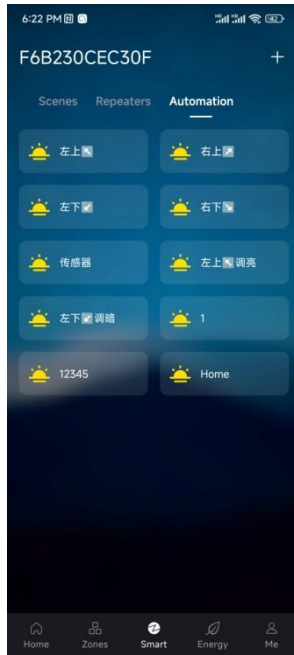 6:22 PM
42
F6B230CEC30F
+
Scenes Repeaters Automation
左上↖ 右上↗
左下↙ 右下↘
传感器 左上↖调亮
左下↙调暗 1
12345 Home
Home Zones Smart Energy Me